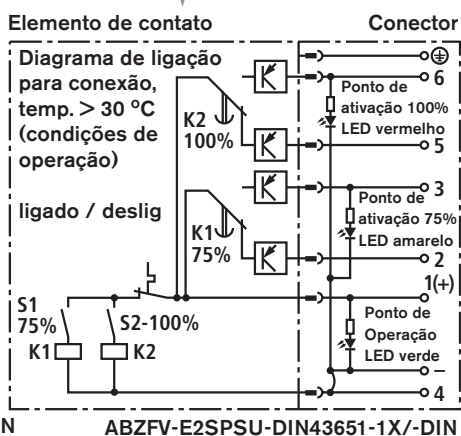 Elemento de contato
Conector
Diagrama de ligação
para conexão,
temp. > 30 °C
(condições de
operação)
ligado / deslig
K2
100%
K1
75%
S1
75%
K1
S2-100%
K2
6
Ponto de
ativação 100%
LED vermelho
5
3
Ponto de
ativação 75%
LED amarelo
2
1(+)
Ponto de
Operação
LED verde
–
4
N
ABZFV-E2SPSU-DIN43651-1X/-DIN